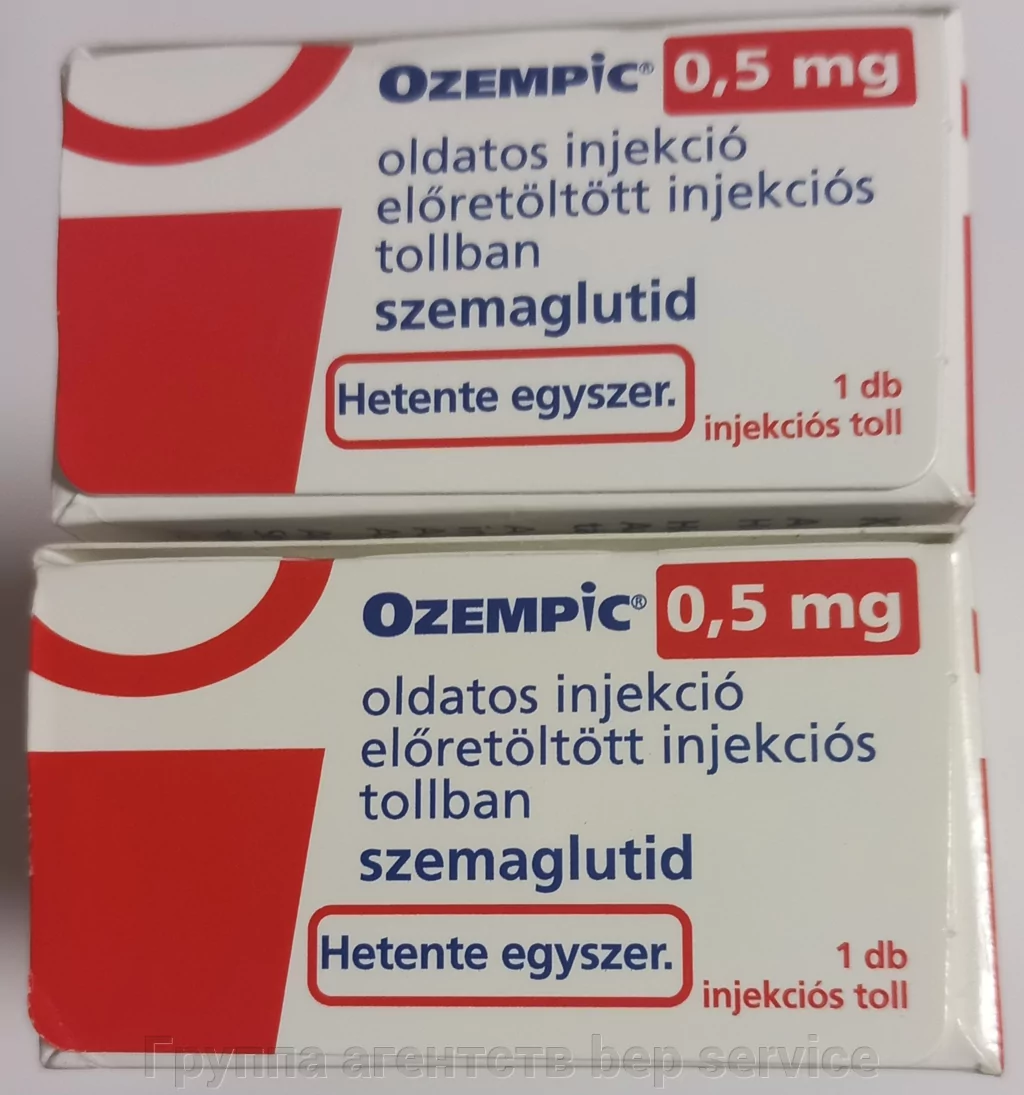 OZEMPIC® 0,5 mg
oldatos injekció
előretöltött injekciós
tollban
szemaglutid
Hetente egyszer.
1 db
injekciós toll
OZEMPIC® 0,5 mg
oldatos injekció
előretöltött injekciós
tollban
szemaglutid
Hetente egyszer.
1 db
injekciós toll
Группа агентств bep service